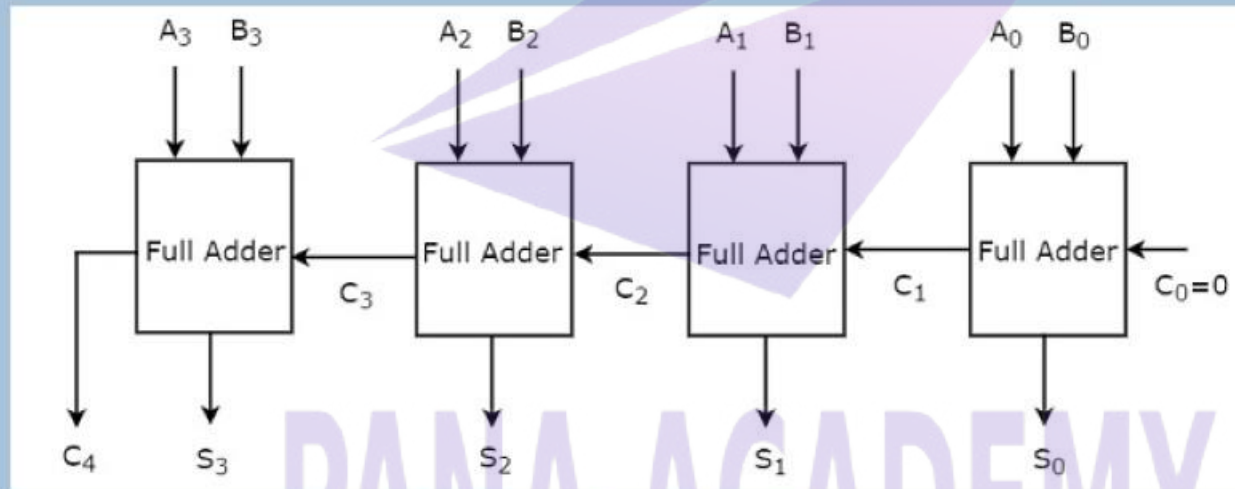 A₃ B₃ A₂ B₂ A₁ B₁ A₀ B₀
Full Adder Full Adder Full Adder Full Adder
C₃ C₂ C₁ C₀=0
C₄ S₃ S₂ S₁ S₀
PANA ACADEMY